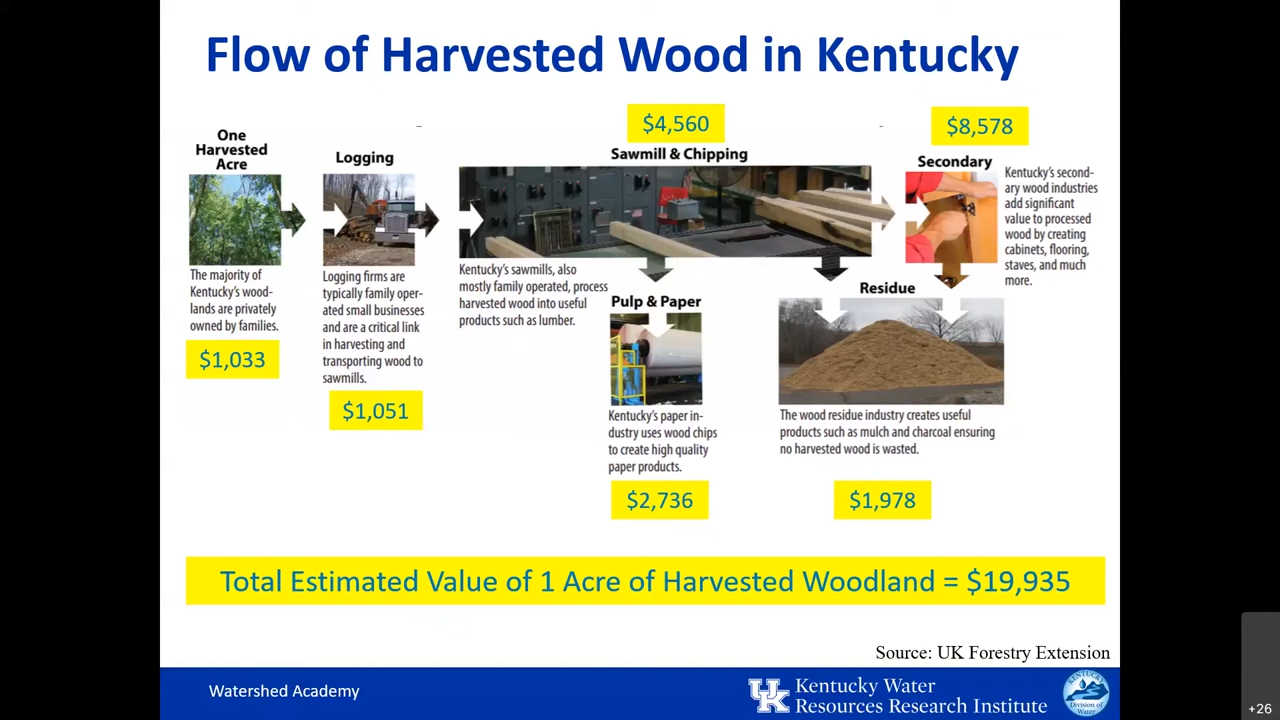 Flow of Harvested Wood in Kentucky
One
Harvested
Acre
The majority of
Kentucky's wood-
lands are privately
owned by families.
$1,033
Logging
Logging firms are
typically family oper-
ated small businesses
and are a critical link
in harvesting and
transporting wood to
sawmills.
$1,051
$4,560
Sawmill & Chipping
Kentucky's sawmills, also
mostly family operated, process
harvested wood into useful
products such as lumber.
Pulp & Paper
Kentucky's paper in-
dustry uses wood chips
to create high quality
paper products.
$2,736
$8,578
Secondary
Kentucky's second-
ary wood industries
add significant
value to processed
wood by creating
cabinets, flooring,
staves, and much
more.
Residue
The wood residue industry creates useful
products such as mulch and charcoal ensuring
no harvested wood is wasted.
$1,978
Total Estimated Value of 1 Acre of Harvested Woodland = $19,935
Source: UK Forestry Extension
Watershed Academy
UK
Kentucky Water
Resources Research Institute
KENTUCKY
Division of
Water
+26